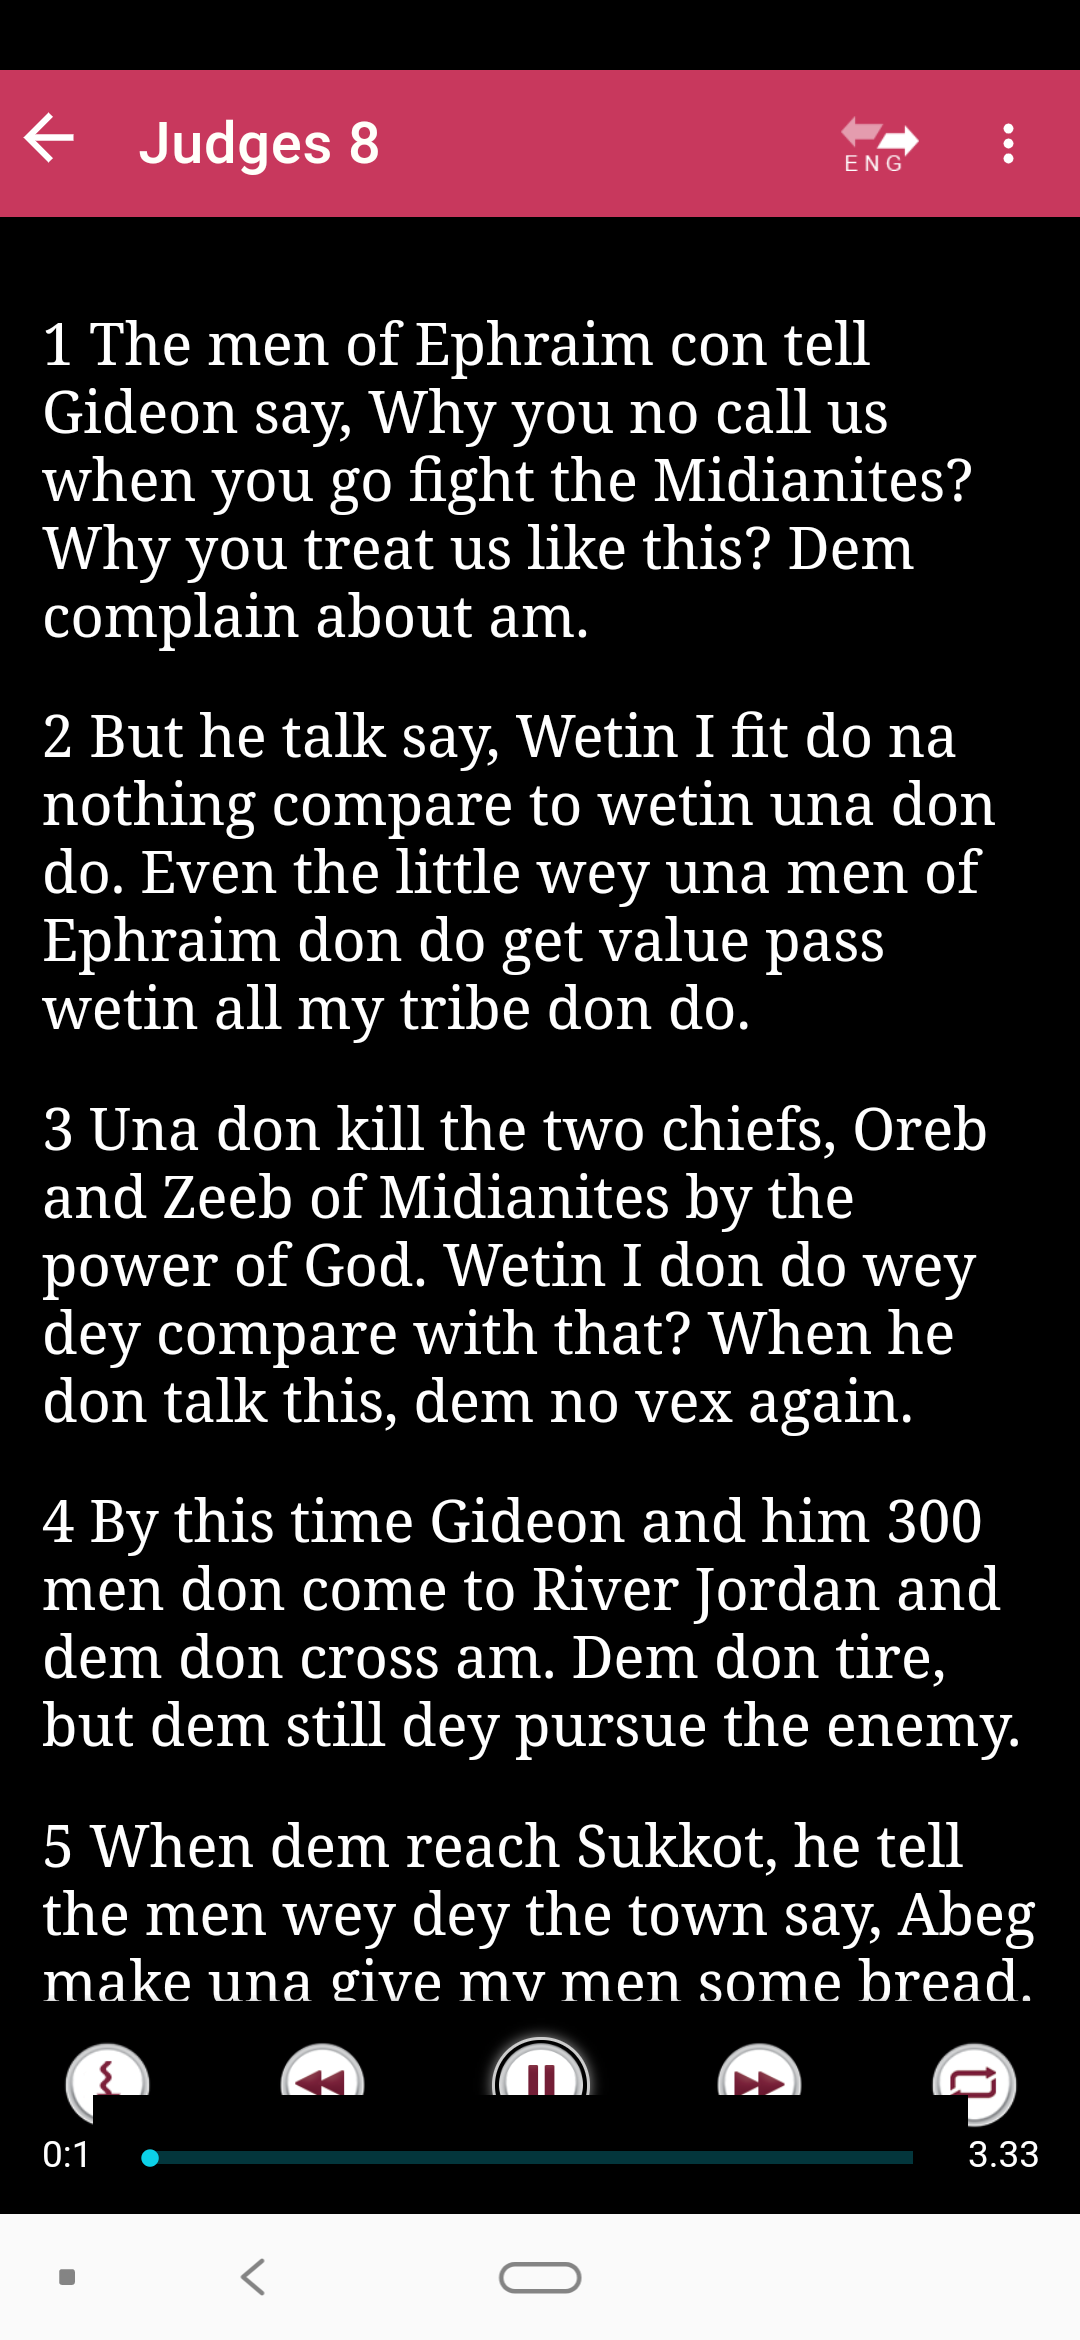 Judges 8
ENG
1 The men of Ephraim con tell
Gideon say, Why you no call us
when you go fight the Midianites?
Why you treat us like this? Dem
complain about am.
2 But he talk say, Wetin I fit do na
nothing compare to wetin una don
do. Even the little wey una men of
Ephraim don do get value pass
wetin all my tribe don do.
3 Una don kill the two chiefs, Oreb
and Zeeb of Midianites by the
power of God. Wetin I don do wey
dey compare with that? When he
don talk this, dem no vex again.
4 By this time Gideon and him 300
men don come to River Jordan and
dem don cross am. Dem don tire,
but dem still dey pursue the enemy.
5 When dem reach Sukkot, he tell
the men wey dey the town say, Abeg
make una give my men some bread.
0:1
3.33